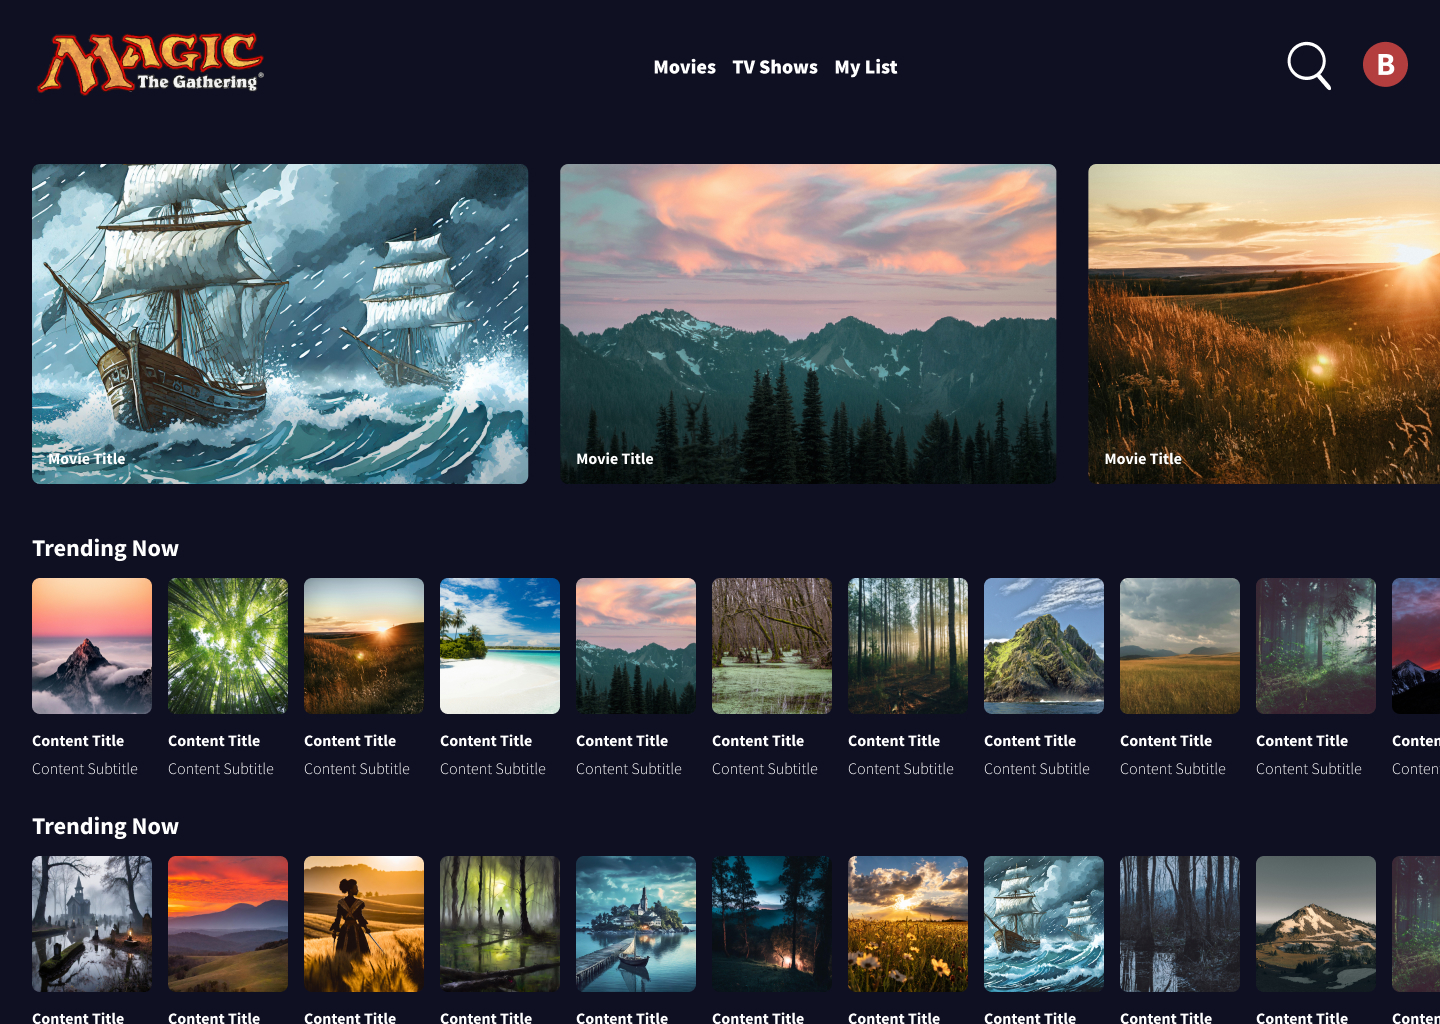 MAGIC
The Gathering®
Movies TV Shows My List
B
Movie Title Movie Title Movie Title
Trending Now
Content Title Content Title Content Title Content Title Content Title Content Title Content Title Content Title Content Title Content Title Conten
Content Subtitle Content Subtitle Content Subtitle Content Subtitle Content Subtitle Content Subtitle Content Subtitle Content Subtitle Content Subtitle Content Subtitle Conten
Trending Now
Content Title Content Title Content Title Content Title Content Title Content Title Content Title Content Title Content Title Content Title Conten